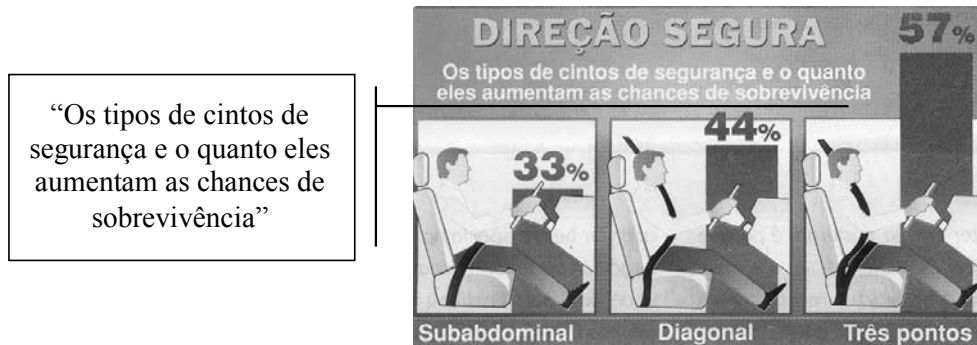 “Os tipos de cintos de
segurança e o quanto eles
aumentam as chances de
sobrevivência”
DIREÇÃO SEGURA
Os tipos de cintos de segurança e o quanto
eles aumentam as chances de sobrevivência
33%
44%
57%
Subabdominal
Diagonal
Três pontos